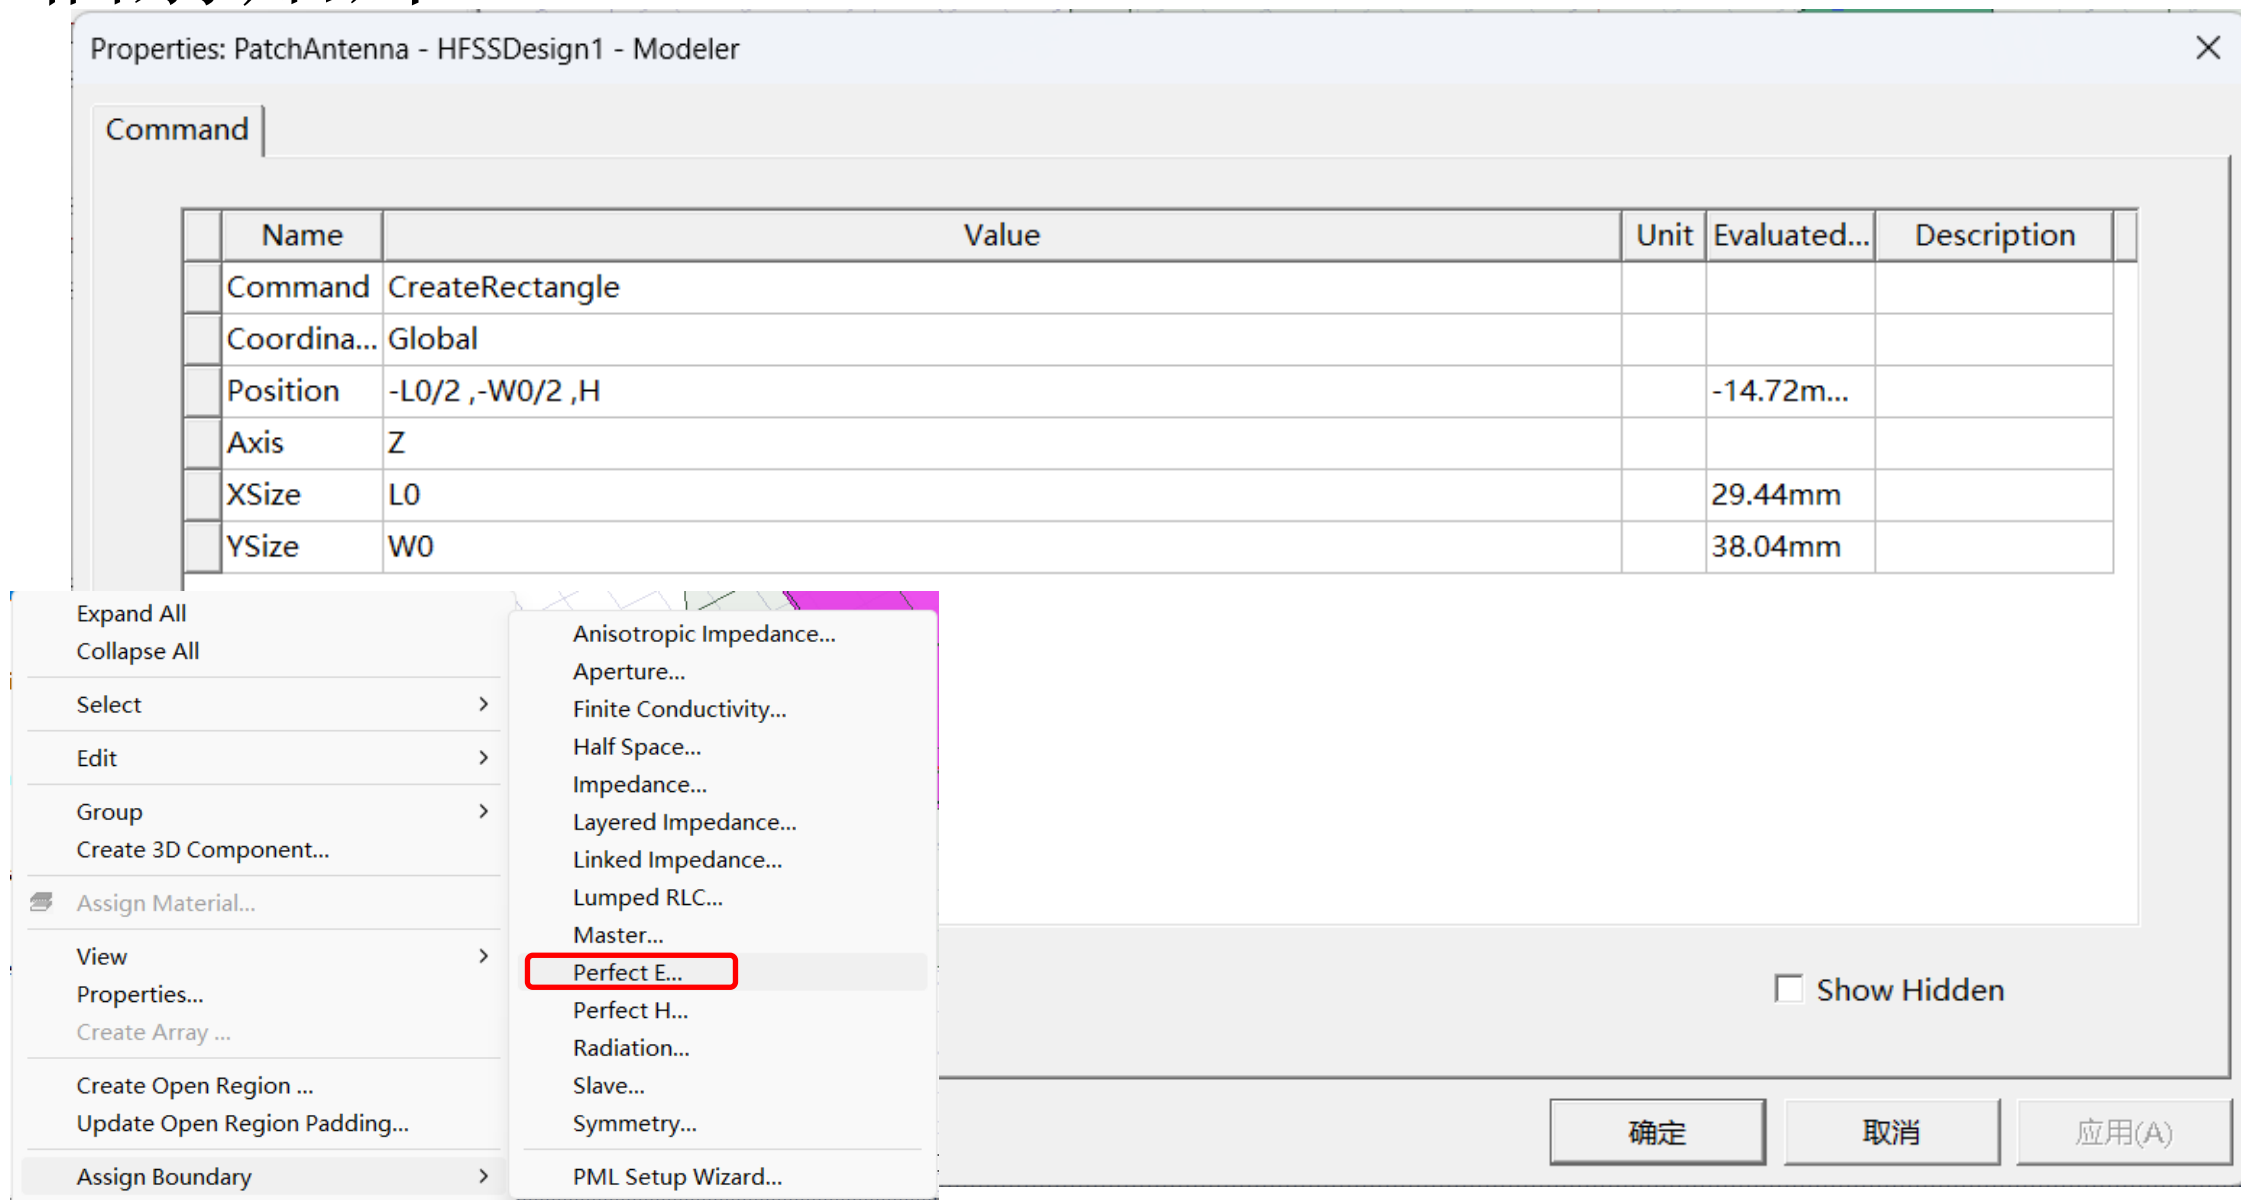 Properties: PatchAntenna - HFSSDesign1 - Modeler
Command
Name Value Unit Evaluated... Description
Command CreateRectangle
Coordina... Global
Position -L0/2 ,-W0/2 ,H -14.72m...
Axis Z
XSize L0 29.44mm
YSize W0 38.04mm
Expand All
Collapse All
Select
Edit
Group
Create 3D Component...
Assign Material...
View
Properties...
Create Array ...
Create Open Region ...
Update Open Region Padding...
Assign Boundary
Anisotropic Impedance...
Aperture...
Finite Conductivity...
Half Space...
Impedance...
Layered Impedance...
Linked Impedance...
Lumped RLC...
Master...
Perfect E...
Perfect H...
Radiation...
Slave...
Symmetry...
PML Setup Wizard...
Show Hidden
确定 取消 应用(A)